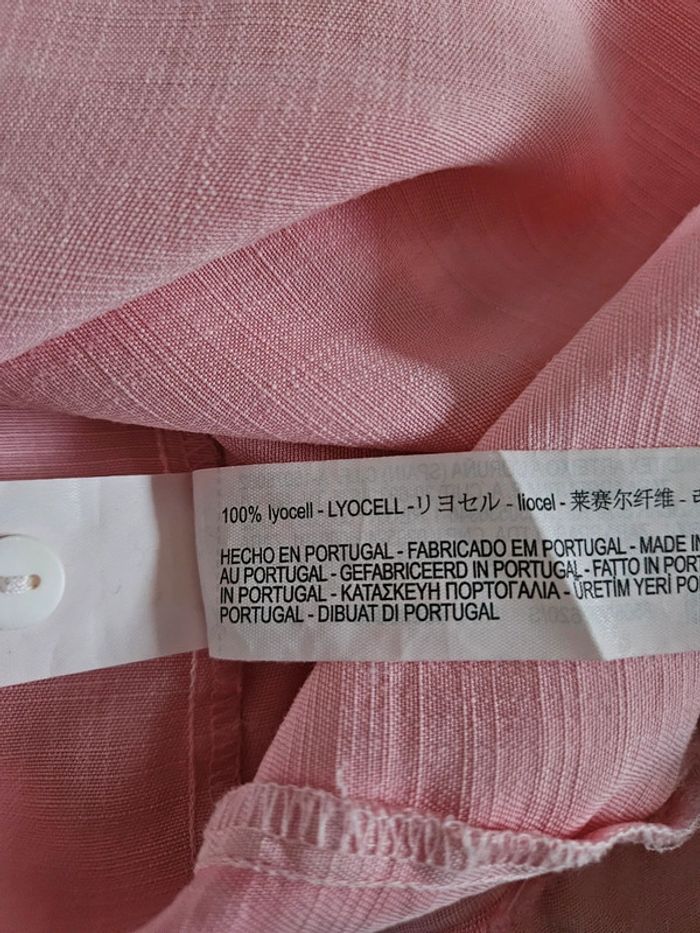 100% lyocell - LYOCELL -リヨセル - liocel - 莱赛尔纤维 -
HECHO EN PORTUGAL - FABRICADO EM PORTUGAL - MADE IN
AU PORTUGAL - GEFABRICEERD IN PORTUGAL - FATTO IN PORT
IN PORTUGAL - ΚΑΤΑΣΚΕΥΗ ΠΟΡΤΟΓΑΛΙΑ - ÜRETİM YERİ PO
PORTUGAL - DIBUAT DI PORTUGAL